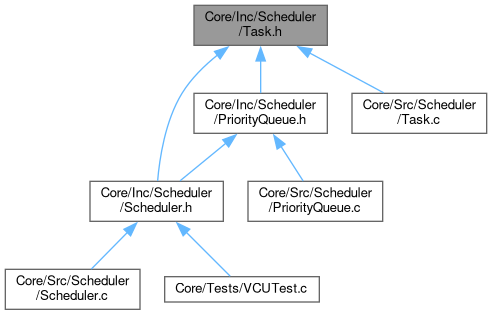 Core/Inc/Scheduler
/Task.h
Core/Inc/Scheduler
/PriorityQueue.h
Core/Src/Scheduler
/Task.c
Core/Inc/Scheduler
/Scheduler.h
Core/Src/Scheduler
/PriorityQueue.c
Core/Src/Scheduler
/Scheduler.c
Core/Tests/VCUTest.c